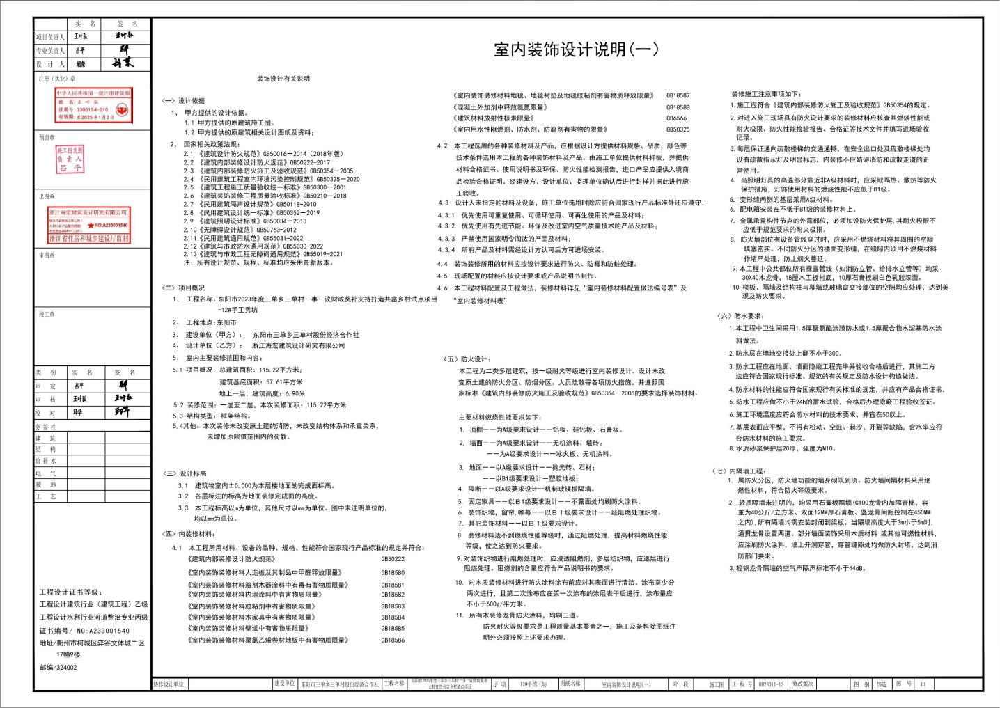 实 名 签 名
项目负责人 王叶弘
专业负责人 吕平
设 计 人 胡荣
注册(执业)章
中华人民共和国一级注册建筑师
姓 名:王 叶 弘
注册号:3300154-010
有效期:至2025年1月2日
预留章
施工图发图
负 责 人
吕 平
出图章
浙江海宏建筑设计研究有限公司
★NO:A233001540
浙江省住房和城乡建设厅监制
审图章
竣工章
类 别 实 名 签 名
审 定 吕平
审 核 王叶弘
校 对 邱华
会签栏
建 筑
结 构
给排水
电 气
暖 通
工 艺
工程设计证书等级:
工程设计建筑行业(建筑工程)乙级
工程设计水利行业河道整治专业丙级
证书编号/ NO:A233001540
地址/衢州市柯城区弈谷文体城二区
17幢9楼
邮编/324002
室内装饰设计说明(一)
装饰设计有关说明
<一> 设计依据
1、 甲方提供的设计依据。
1.1 甲方提供的原建筑施工图。
1.2 甲方提供的原建筑相关设计图纸及资料;
2、 国家相关政策法规:
2.1 《建筑设计防火规范》GB50016-2014 (2018年版)
2.2 《建筑内部装修设计防火规范》GB50222-2017
2.3 《建筑内部装修防火施工及验收规范》GB50354-2005
2.4 《民用建筑工程室内环境污染控制规范》GB50325-2020
2.5 《建筑工程施工质量验收统一标准》GB50300-2001
2.6 《建筑装饰装修工程质量验收标准》GB50210-2018
2.7 《民用建筑隔声设计规范》GB50118-2010
2.8 《民用建筑设计统一标准》GB50352-2019
2.9 《建筑照明设计标准》GB50034-2013
2.10《无障碍设计规范》GB50763-2012
2.11《民用建筑通用规范》GB55031-2022
2.12《建筑与市政防水通用规范》GB55030-2022
2.13《建筑与市政工程无障碍通用规范》GB55019-2021
注: 所有设计规范、规程、标准均应采用最新版本。
<二> 项目概况
1、 工程名称:东阳市2023年度三单乡三单村一事一议财政奖补支持打造共富乡村试点项目
-12#手工秀坊
2、 工程地点:东阳市
3、 建设单位(甲方): 东阳市三单乡三单村股份经济合作社
4、 设计单位(乙方): 浙江海宏建筑设计研究有限公司
5、 室内主要装修范围和内容:
5.1 项目概况: 总建筑面积: 115.22平方米;
建筑基底面积: 57.61平方米
地上一层, 建筑高度: 6.90米
5.2 装修范围: 一层至二层, 本次装修面积: 115.22平方米
5.3 结构类型: 框架结构。
5.4其他: 本次装修未改变原土建的消防, 未改变结构体系和承重关系,
未增加原限值范围内的荷载。
<三> 设计标高
3.1 建筑物室内±0.000为本层楼地面的完成面标高。
3.2 各层标注的标高为地面装修完成面的高度。
3.3 本工程标高以m为单位, 其他尺寸以mm为单位。图中未注明单位的,
均以mm为单位。
<四> 内装修材料:
4.1 本工程所用材料、设备的品种、规格、性能符合国家现行产品标准的规定并符合:
《建筑内部装修设计防火规范》 GB50222
《室内装饰装修材料人造板及其制品中甲醛释放限量》 GB18580
《室内装饰装修材料溶剂木器涂料中有毒有害物质限量》 GB18581
《室内装饰装修材料内墙涂料中有害物质限量》 GB18582
《室内装饰装修材料胶粘剂中有害物质限量》 GB18583
《室内装饰装修材料木家具中有害物质限量》 GB18584
《室内装饰装修材料壁纸中有害物质限量》 GB18585
《室内装饰装修材料聚氯乙烯卷材地板中有害物质限量》 GB18586
《室内装饰装修材料地毯、地毯衬垫及地毯胶粘剂有害物质释放限量》 GB18587
《混凝土外加剂中释放氨氮限量》 GB18588
《建筑材料放射性核素限量》 GB6566
《室内用水性阻燃剂、防水剂、防腐剂有害物的限量》 GB50325
4.2 本工程选用的各种装修材料及产品, 应根据设计方提供材料规格、品质、颜色等
技术条件选用本工程的各种装饰材料及产品。由施工单位提供材料样板, 并提供
材料合格证书、使用说明书及环保、防火性能检测报告, 进口产品应提供入境商
品检验合格证明。经建设方、设计单位、监理单位确认后进行封样并据此进行施
工验收。
4.3 设计人未指定的材料及设备, 施工单位选用时除应符合国家现行产品标准外还应遵守:
4.3.1 优先使用可重复使用、可循环使用、可再生使用的产品及材料;
4.3.2 优先使用有先进节能、环保及改进室内空气质量技术的产品及材料;
4.3.3 严禁使用国家明令淘汰的产品及材料;
4.3.4 所有产品及材料需经设计方认可后方可进场安装。
4.4 装饰装修所用的材料应按设计要求进行防火、防霉和防蛀处理。
4.5 现场配置的材料应按设计要求或产品说明书制作。
4.6 本工程材料配置及工程做法, 装修材料详见“室内装修材料配置做法编号表”及
“室内装修材料表”
(五) 防火设计:
本工程为二类多层建筑, 按一级耐火等级进行室内装修设计。设计未改
变原土建的防火分区、防烟分区、人员疏散等各项防火措施。并遵照国
家标准《建筑内部装修防火施工及验收规范》GB50354-2005的要求选择装饰材料。
主要材料燃烧性能要求如下:
1. 顶棚——为A级要求设计——铝板、硅钙板、石膏板。
2. 墙面——为A级要求设计——无机涂料、墙砖。
——为A级要求设计——冰火板、无机涂料。
3. 地面——以A级要求设计——抛光砖、石材;
——以B1级要求设计—塑胶地板;
4. 隔断——以A级要求设计——机制玻镁板隔墙。
5. 固定家具——以B1级要求设计——不露面处均刷防火涂料。
6. 装饰织物, 窗帘.帷幕——以B1级要求设计——经阻燃处理织物。
7. 其它装饰材料——以B1级要求设计。
8. 装修材料达不到燃烧性能等级时, 通过阻燃处理, 提高材料燃烧性能
等级, 使之达到防火要求。
9. 对装饰织物进行阻燃处理时, 应浸透阻燃剂, 多层纺织物, 应逐层进行
阻燃处理。阻燃剂的含量应符合产品说明书的要求。
10. 对木质装修材料进行防火涂料涂布前应对其表面进行清洁。涂布至少分
两次进行, 且第二次涂布应在第一次涂布的涂层表干后进行, 涂布量应
不小于600g/平方米。
11. 所有木装修龙骨防火涂料, 均刷三道。
防火耐火等级要求是工程质量基本要素之一, 施工及备料除图纸注
明外必须按照上述要求办理。
装修施工注意事项如下:
1. 施工应符合《建筑内部装修防火施工及验收规范》GB50354的规定。
2. 对进入施工现场具有防火设计要求的装修材料应核查其燃烧性能或
耐火极限、防火性能检验报告、合格证等技术文件并填写进场验收
记录。
3. 每层保证通向疏散楼梯的交通通畅, 在安全出口处及疏散楼梯处均
设有疏散指示灯及明显标志, 内装修不应妨碍消防和疏散走道的正
常使用。
4. 当照明灯具的高温部分靠近非A级材料时, 应采取隔热、散热等防火
保护措施, 灯饰使用材料的燃烧性能不应低于B1级。
5. 变形缝两侧的基层采用A级材料。
6. 配电箱安装在不低于B1级的装修材料上。
7. 金属承重构件节点的外露部位, 必须加设防火保护层,其耐火极限不
应低于规范要求的耐火极限。
8. 防火墙部位有设备管线穿过时, 应采用不燃烧材料将其周围的空隙
填塞密实。不同防火分区的楼面变形缝, 在缝隙内须用不燃烧材料
作堵严处理, 防止烟火蔓延。
9. 本工程中公共部位所有裸露管线(如消防立管、给排水立管等)均采
30X40木龙骨, 18厘木工板衬底, 10厚石膏板刷白色乳胶漆面。
10. 楼板、隔墙及结构柱与幕墙或玻璃窗交接部位的空隙均应处理, 达到美
观及防火要求。
(六) 防水要求:
1. 本工程中卫生间采用1.5厚聚氨酯涂膜防水或1.5厚聚合物水泥基防水涂
料做法。
2. 防水层在墙地交接处上翻不小于300。
3. 防水工程应在地面、墙面隐蔽工程完毕并验收合格后进行, 其施工方
法应符合国家现行标准、规范的有关规定及防水设计构造做法。
4. 防水材料的性能应符合国家现行有关标准的规定, 并应有产品合格证书。
5. 防水工程应做不小于24h的蓄水试验, 合格后办理隐蔽工程验收签证。
6. 施工环境温度应符合防水材料的技术要求, 并宜在5C以上。
7. 基层表面应平整, 不得有松动、空鼓、起沙、开裂等缺陷, 含水率应符
合防水材料的施工要求。
8. 水泥砂浆保护层20厚, 强度为M10。
(七) 内隔墙工程:
1. 属防火分区, 防火墙功能的墙身砌筑到顶。防火墙间隔材料采用绝
燃性材料, 符合防火等级要求。
2. 轻质隔墙未注明的, 均采用石膏板隔墙(C100龙骨内加隔音棉, 容
重为40公斤/立方米、双面12MM厚石膏板、竖龙骨间距控制在450MM
之内).所有隔墙均需安装封闭到梁板。当隔墙高度大于3m小于5m时,
通贯龙骨设置两道。部分墙面装饰采用木质材料 或其他可燃性材料,
应涂刷防火涂料, 墙上开洞穿管, 穿管缝隙处均做防火封堵, 达到消
防部门要求。
3. 轻钢龙骨隔墙的空气声隔声标准不小于44dB。
协作设计单位 建设单位 东阳市三单乡三单村股份经济合作社 工程名称 东阳市2023年度三单乡三单村一事一议财政奖补 子 项 12#手绣工坊 图纸名称 室内装饰设计说明(一) 阶 段 施工图 工 程 号 HH23011-13 修改版次 图 别 饰施 图 号 01
支持打造共富乡村试点项目